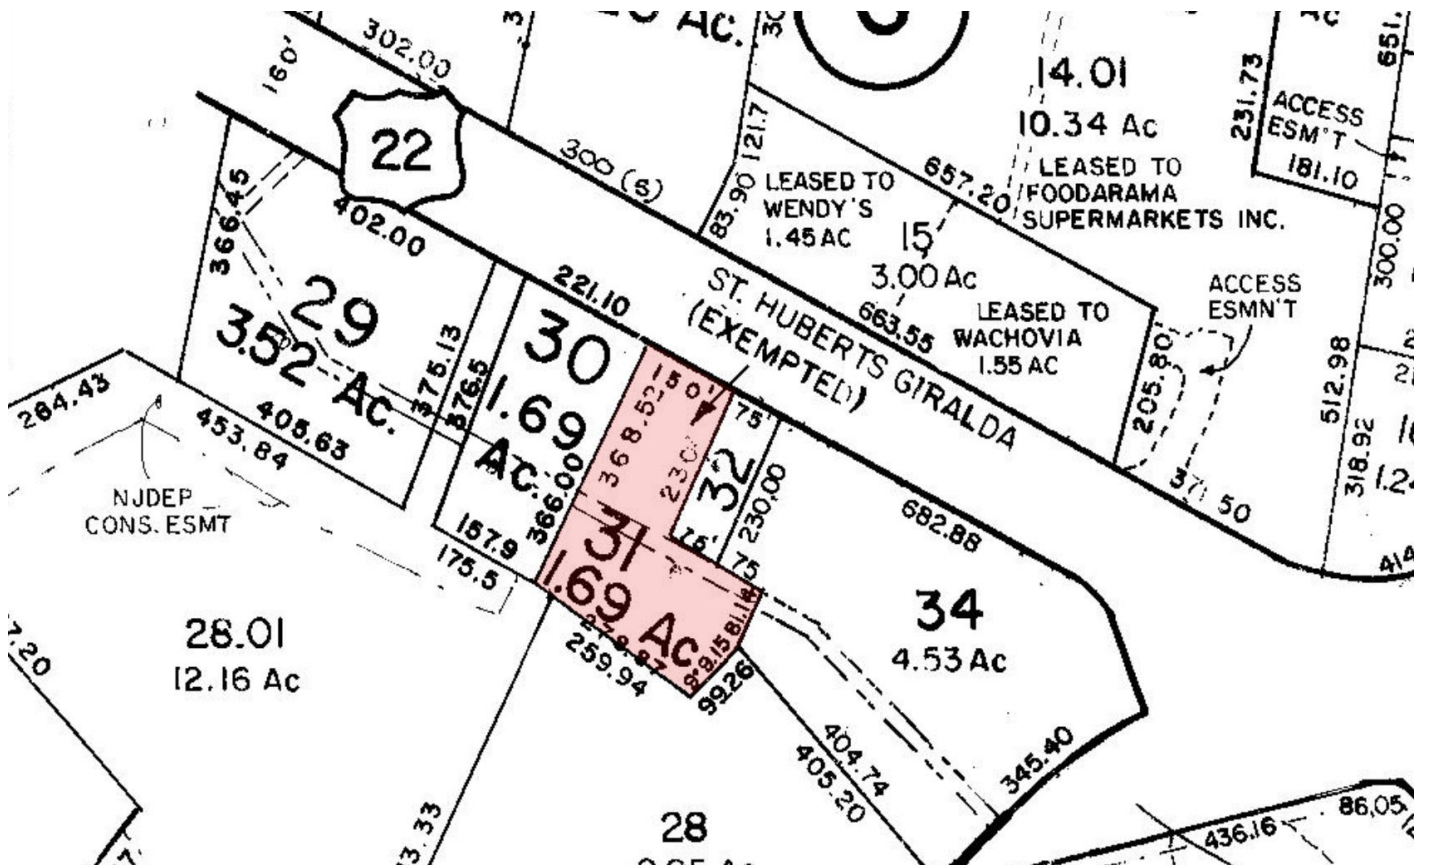 302.00
160'
22
Ac.
121.7
83.90
300 (S)
14.01
10.34 Ac
LEASED TO
FOODARAMA
SUPERMARKETS INC.
657.20
231.73
ACCESS
ESM'T
181.10
651.
300.00
LEASED TO
WENDY'S
1.45 AC
15
3.00 Ac
663.55
LEASED TO
WACHOVIA
1.55 AC
ACCESS
ESMN'T
205.80
512.98
318.92
371.50
414
ST. HUBERTS GIRALDA
(EXEMPTED)
366.45
402.00
29
3.52 Ac.
375.13
376.5
405.63
453.84
264.43
NJDEP
CONS. ESMT
221.10
30
1.69
Ac.
366.00
157.9
175.5
150'
368.52
230'
31
1.69 Ac
75'
32
230.00
75'
75
81.18
259.94
99.26
682.88
34
4.53 Ac
404.74
405.20
345.40
28.01
12.16 Ac
7.20
3.33
28
436.16
86.05